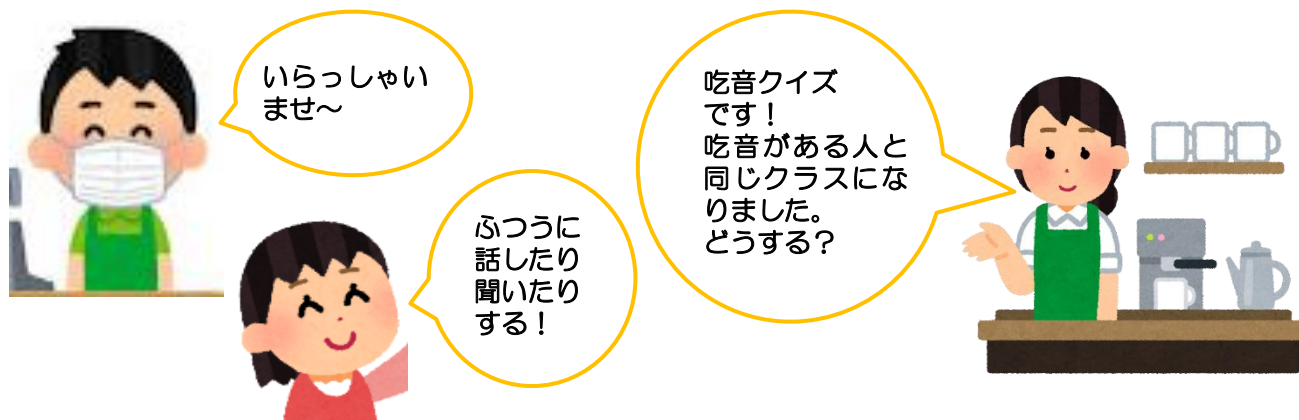 いらっしゃい
ませ～
吃音クイズ
です！
吃音がある人と
同じクラスにな
りました。
どうする？
ふつうに
話したり
聞いたり
する！